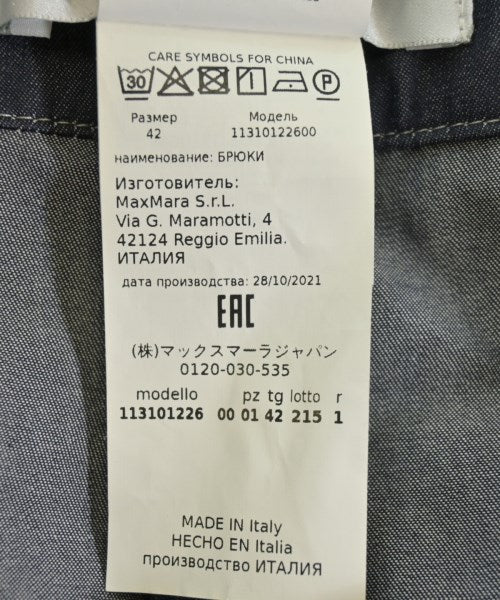 CARE SYMBOLS FOR CHINA
30
Размер Модель
42 11310122600
наименование: БРЮКИ
Изготовитель:
MaxMara S.r.L.
Via G. Maramotti, 4
42124 Reggio Emilia.
ИТАЛИЯ
дата производства: 28/10/2021
EAC
(株)マックスマーラジャパン
0120-030-535
modello pz tg lotto r
113101226 00 01 42 215 1
MADE IN Italy
HECHO EN Italia
производство ИТАЛИЯ